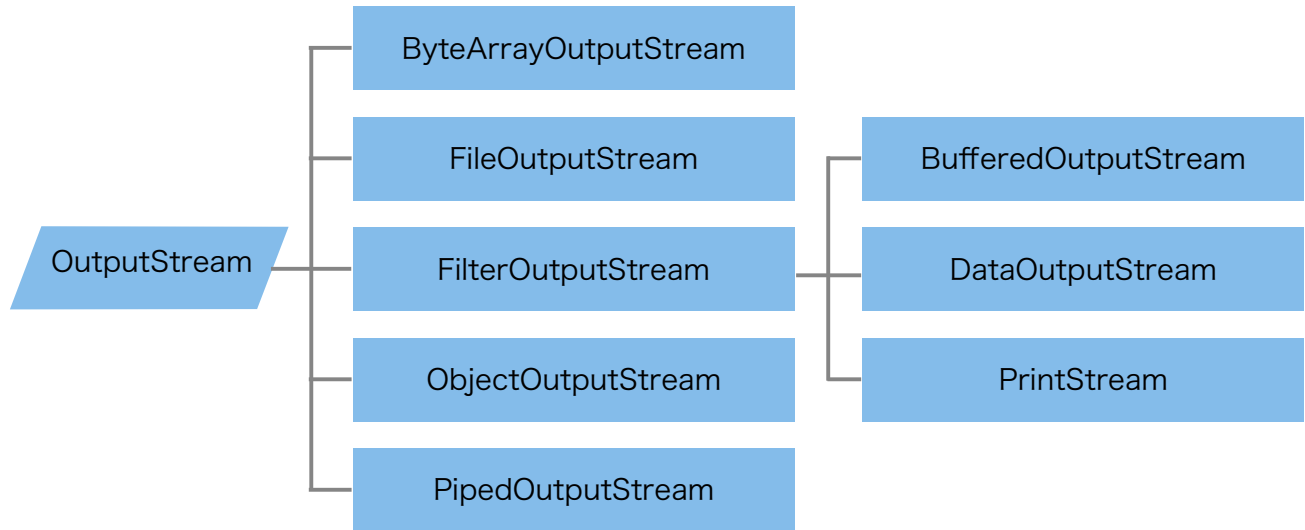 OutputStream
ByteArrayOutputStream
FileOutputStream
FilterOutputStream
ObjectOutputStream
PipedOutputStream
BufferedOutputStream
DataOutputStream
PrintStream